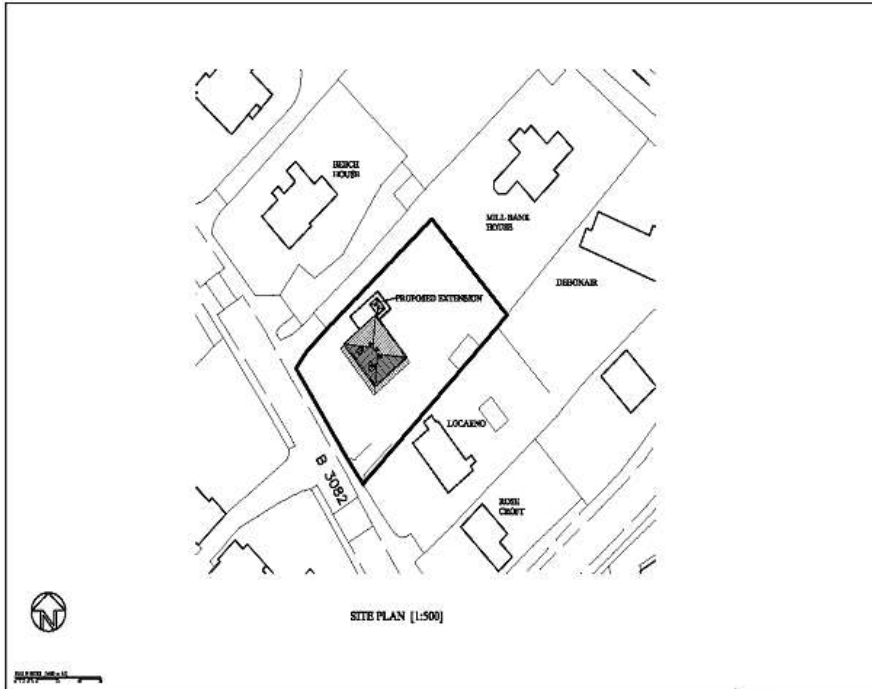 BEECH
HOUSE
MILL BANK
HOUSE
DEBONAIR
PROPOSED EXTENSION
LOCARNO
ROSE
CROFT
B 3082
N
SITE PLAN [1:500]